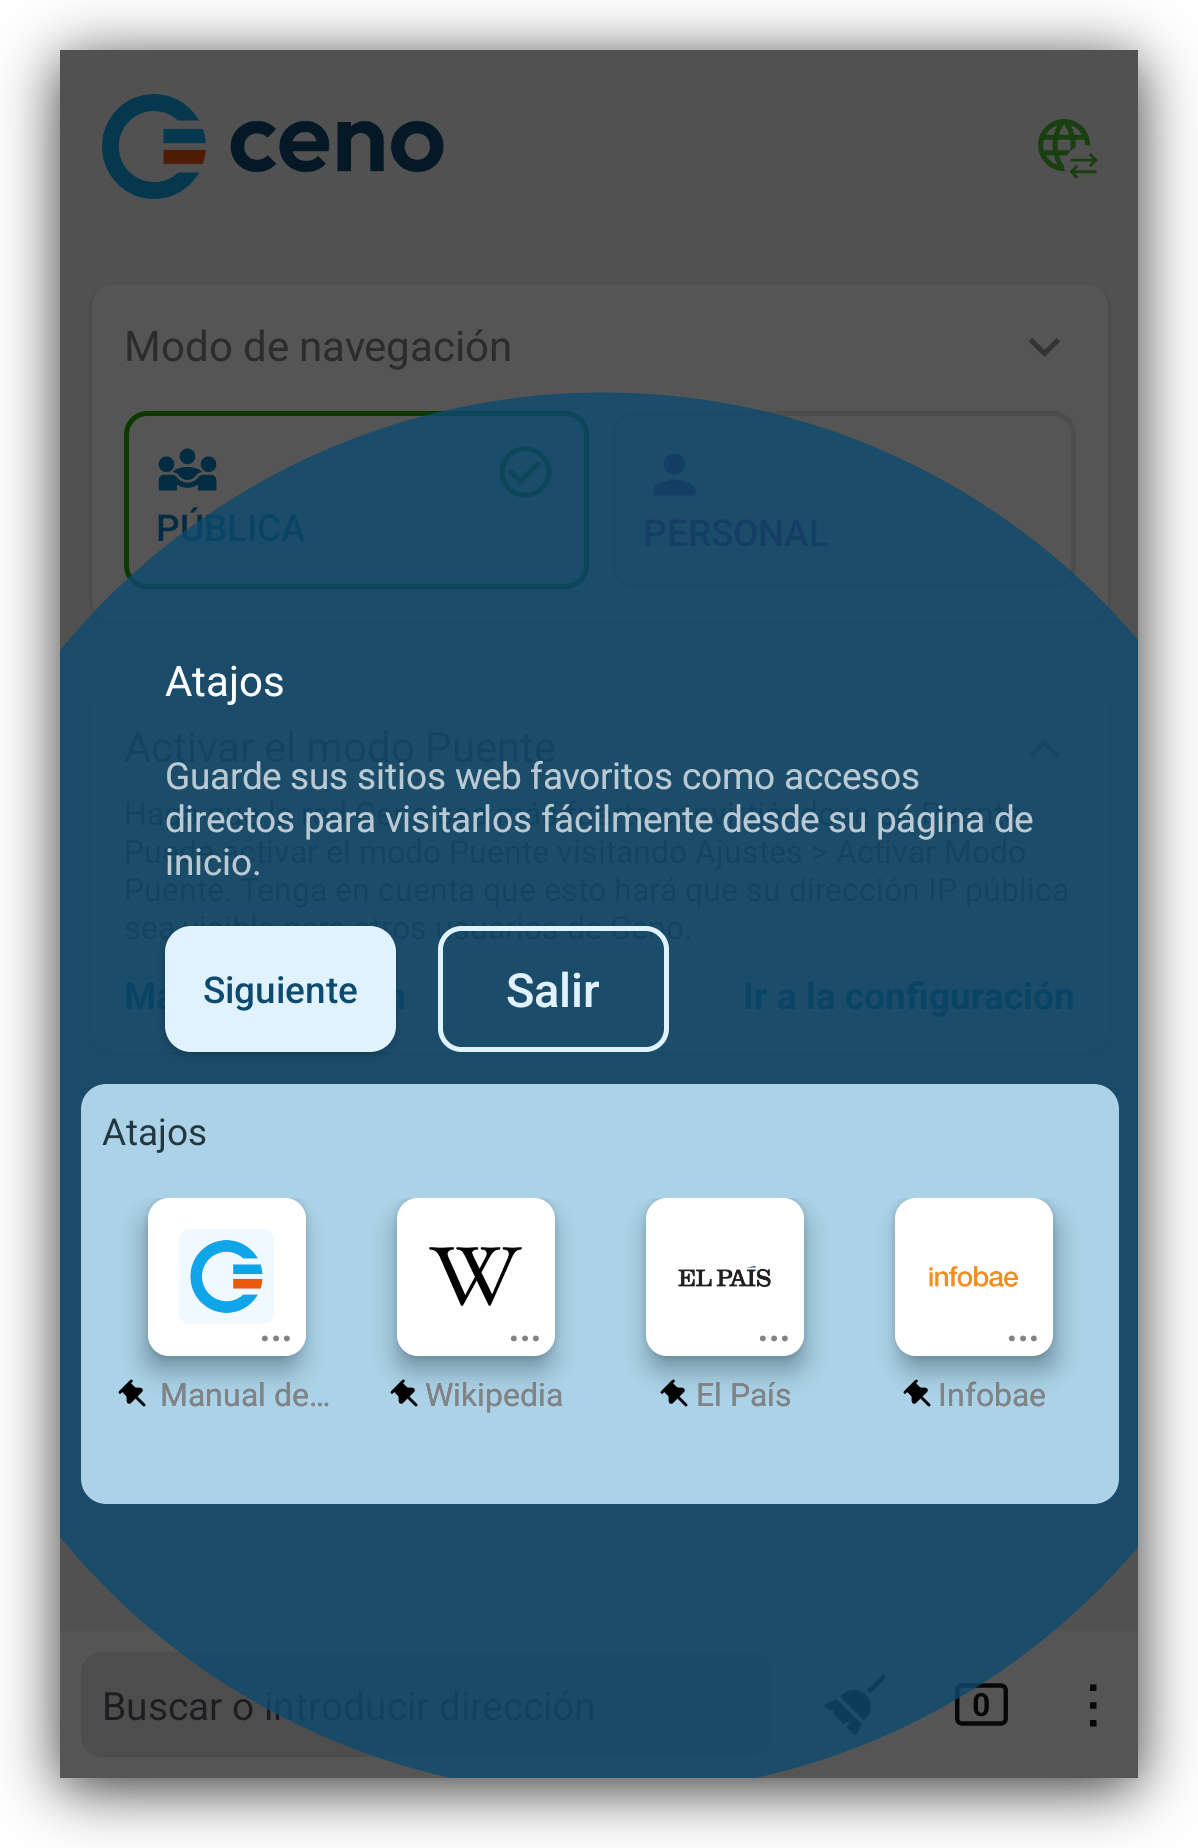 ceno
Modo de navegación
PÚBLICA
PERSONAL
Atajos
Activar el modo Puente
Guarde sus sitios web favoritos como accesos
directos para visitarlos fácilmente desde su página de
inicio.
Puede activar el modo Puente visitando Ajustes > Activar Modo
Puente. Tenga en cuenta que esto hará que su dirección IP pública
sea visible para otros usuarios de Ceno.
Siguiente
Salir
Ir a la configuración
Atajos
W
EL PAÍS
infobae
Manual de...
Wikipedia
El País
Infobae
Buscar o introducir dirección
0